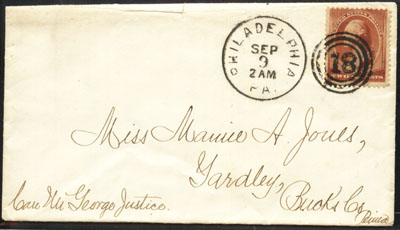 PHILADELPHIA
SEP
9
2 AM
PA.
18
Miss Mamie A. Jones,
Yardley,
Bucks Co
Penna
Care Mr George Justice.